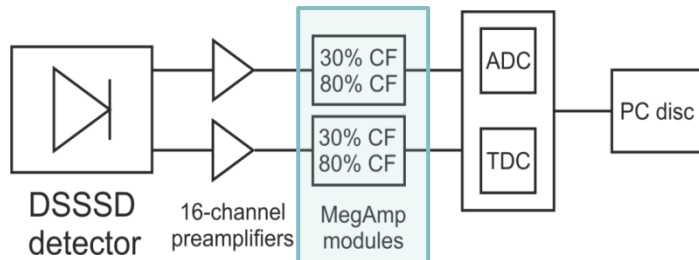 30% CF
80% CF
30% CF
80% CF
ADC
TDC
PC disc
DSSSD
detector
16-channel
preamplifiers
MegAmp
modules